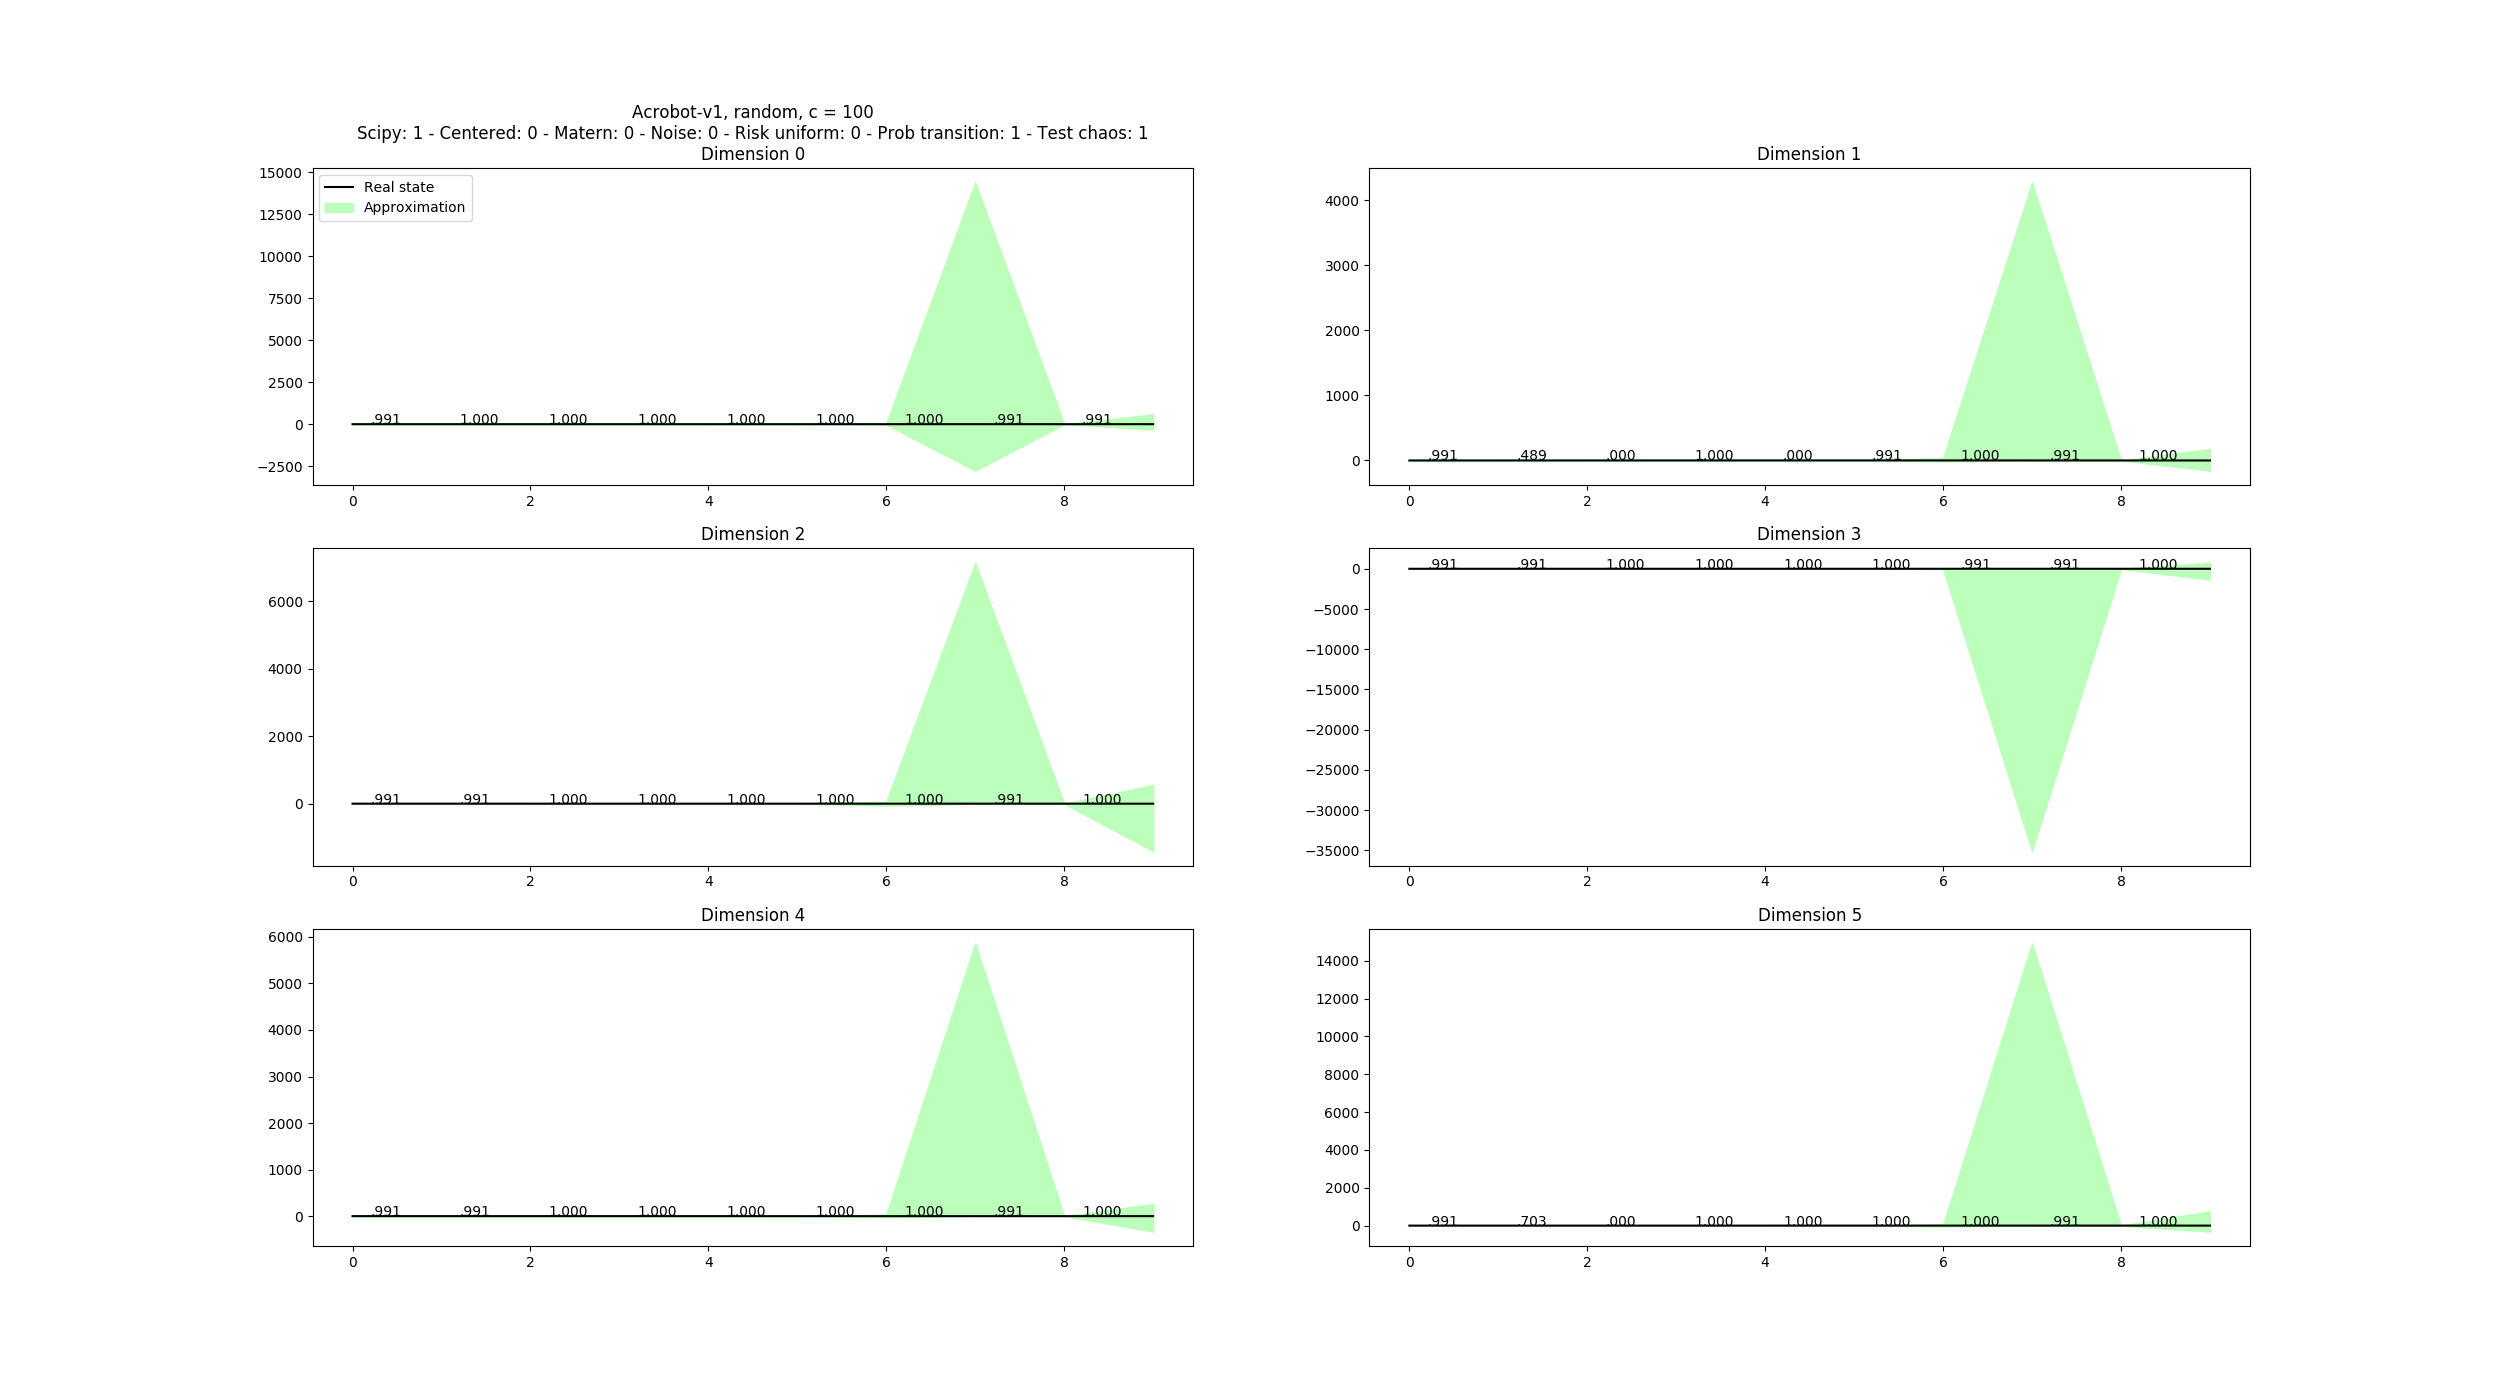 Acrobot-v1, random, c = 100
Scipy: 1 - Centered: 0 - Matern: 0 - Noise: 0 - Risk uniform: 0 - Prob transition: 1 - Test chaos: 1
Dimension 0
15000
12500
10000
7500
5000
2500
0
−2500
Real state
Approximation
.991 1.000 1.000 1.000 1.000 1.000 1.000 .991 .991
0 2 4 6 8
Dimension 1
4000
3000
2000
1000
0
.991 .489 .000 1.000 .000 .991 1.000 .991 1.000
0 2 4 6 8
Dimension 2
6000
4000
2000
0
.991 .991 1.000 1.000 1.000 1.000 1.000 .991 1.000
0 2 4 6 8
Dimension 3
0
−5000
−10000
−15000
−20000
−25000
−30000
−35000
.991 .991 1.000 1.000 1.000 1.000 .991 .991 1.000
0 2 4 6 8
Dimension 4
6000
5000
4000
3000
2000
1000
0
.991 .991 1.000 1.000 1.000 1.000 1.000 .991 1.000
0 2 4 6 8
Dimension 5
14000
12000
10000
8000
6000
4000
2000
0
.991 .703 .000 1.000 1.000 1.000 1.000 .991 1.000
0 2 4 6 8